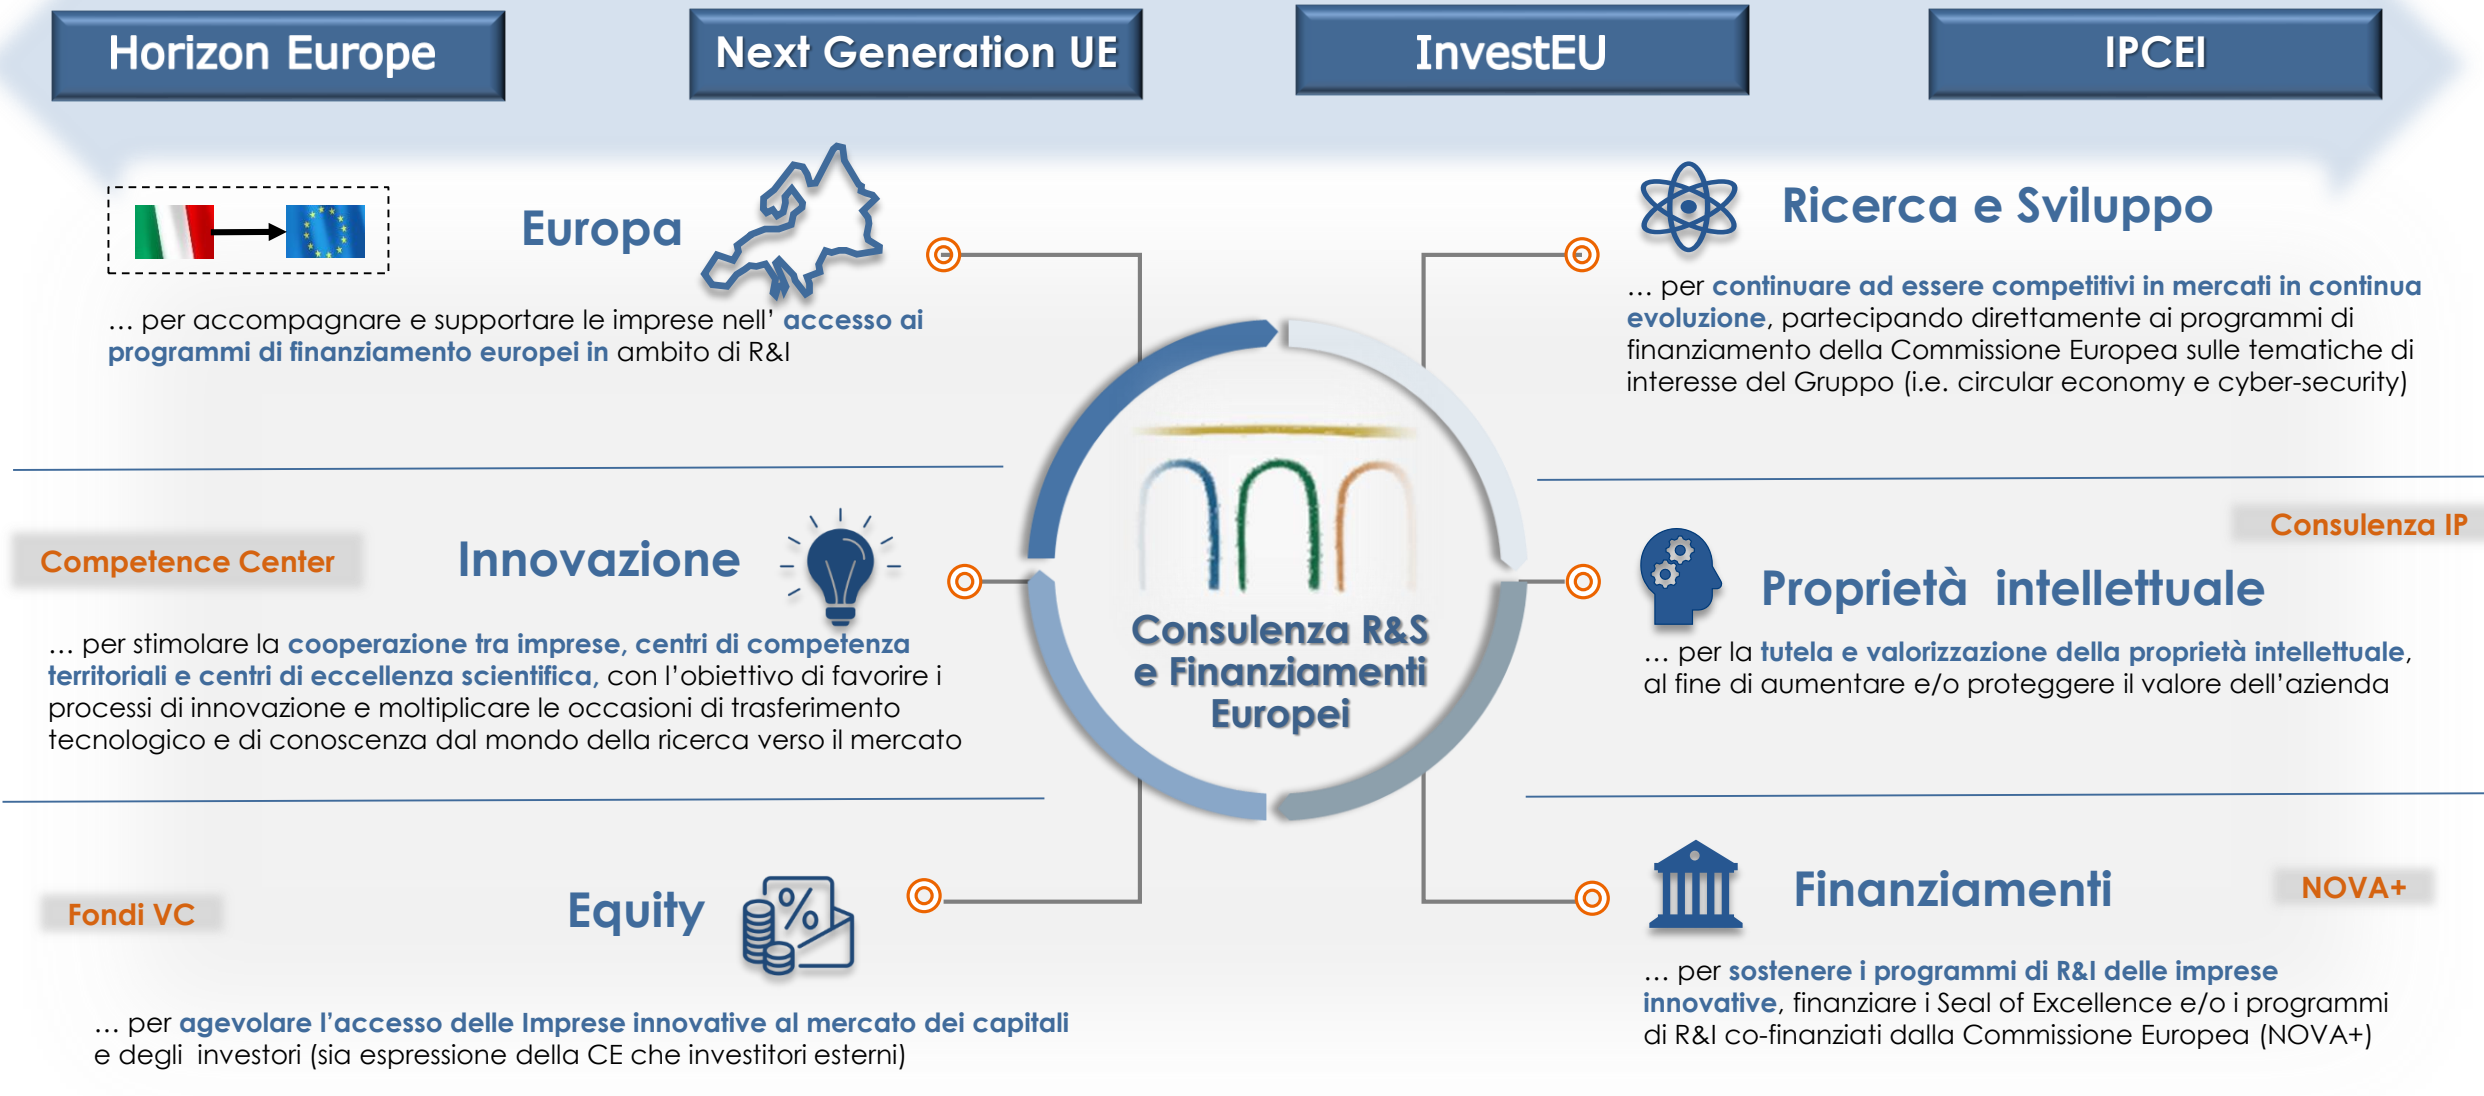 Horizon Europe
Next Generation UE
InvestEU
IPCEI
Europa
… per accompagnare e supportare le imprese nell’ accesso ai
programmi di finanziamento europei in ambito di R&I
Ricerca e Sviluppo
… per continuare ad essere competitivi in mercati in continua
evoluzione, partecipando direttamente ai programmi di
finanziamento della Commissione Europea sulle tematiche di
interesse del Gruppo (i.e. circular economy e cyber-security)
Competence Center
Innovazione
… per stimolare la cooperazione tra imprese, centri di competenza
territoriali e centri di eccellenza scientifica, con l’obiettivo di favorire i
processi di innovazione e moltiplicare le occasioni di trasferimento
tecnologico e di conoscenza dal mondo della ricerca verso il mercato
Consulenza R&S
e Finanziamenti
Europei
Consulenza IP
Proprietà intellettuale
… per la tutela e valorizzazione della proprietà intellettuale,
al fine di aumentare e/o proteggere il valore dell’azienda
Fondi VC
Equity
%
… per agevolare l’accesso delle Imprese innovative al mercato dei capitali
e degli investori (sia espressione della CE che investitori esterni)
Finanziamenti
NOVA+
… per sostenere i programmi di R&I delle imprese
innovative, finanziare i Seal of Excellence e/o i programmi
di R&I co-finanziati dalla Commissione Europea (NOVA+)